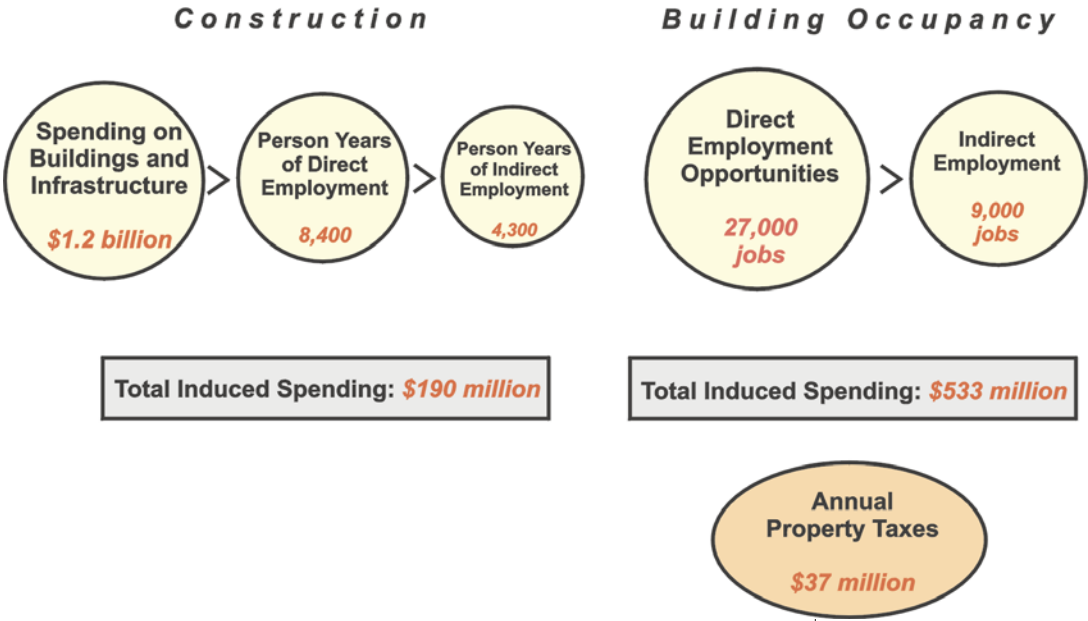 Construction
Spending on
Buildings and
Infrastructure
$1.2 billion
>
Person Years
of Direct
Employment
8,400
>
Person Years
of Indirect
Employment
4,300
Total Induced Spending: $190 million
Building Occupancy
Direct
Employment
Opportunities
27,000
jobs
>
Indirect
Employment
9,000
jobs
Total Induced Spending: $533 million
Annual
Property Taxes
$37 million